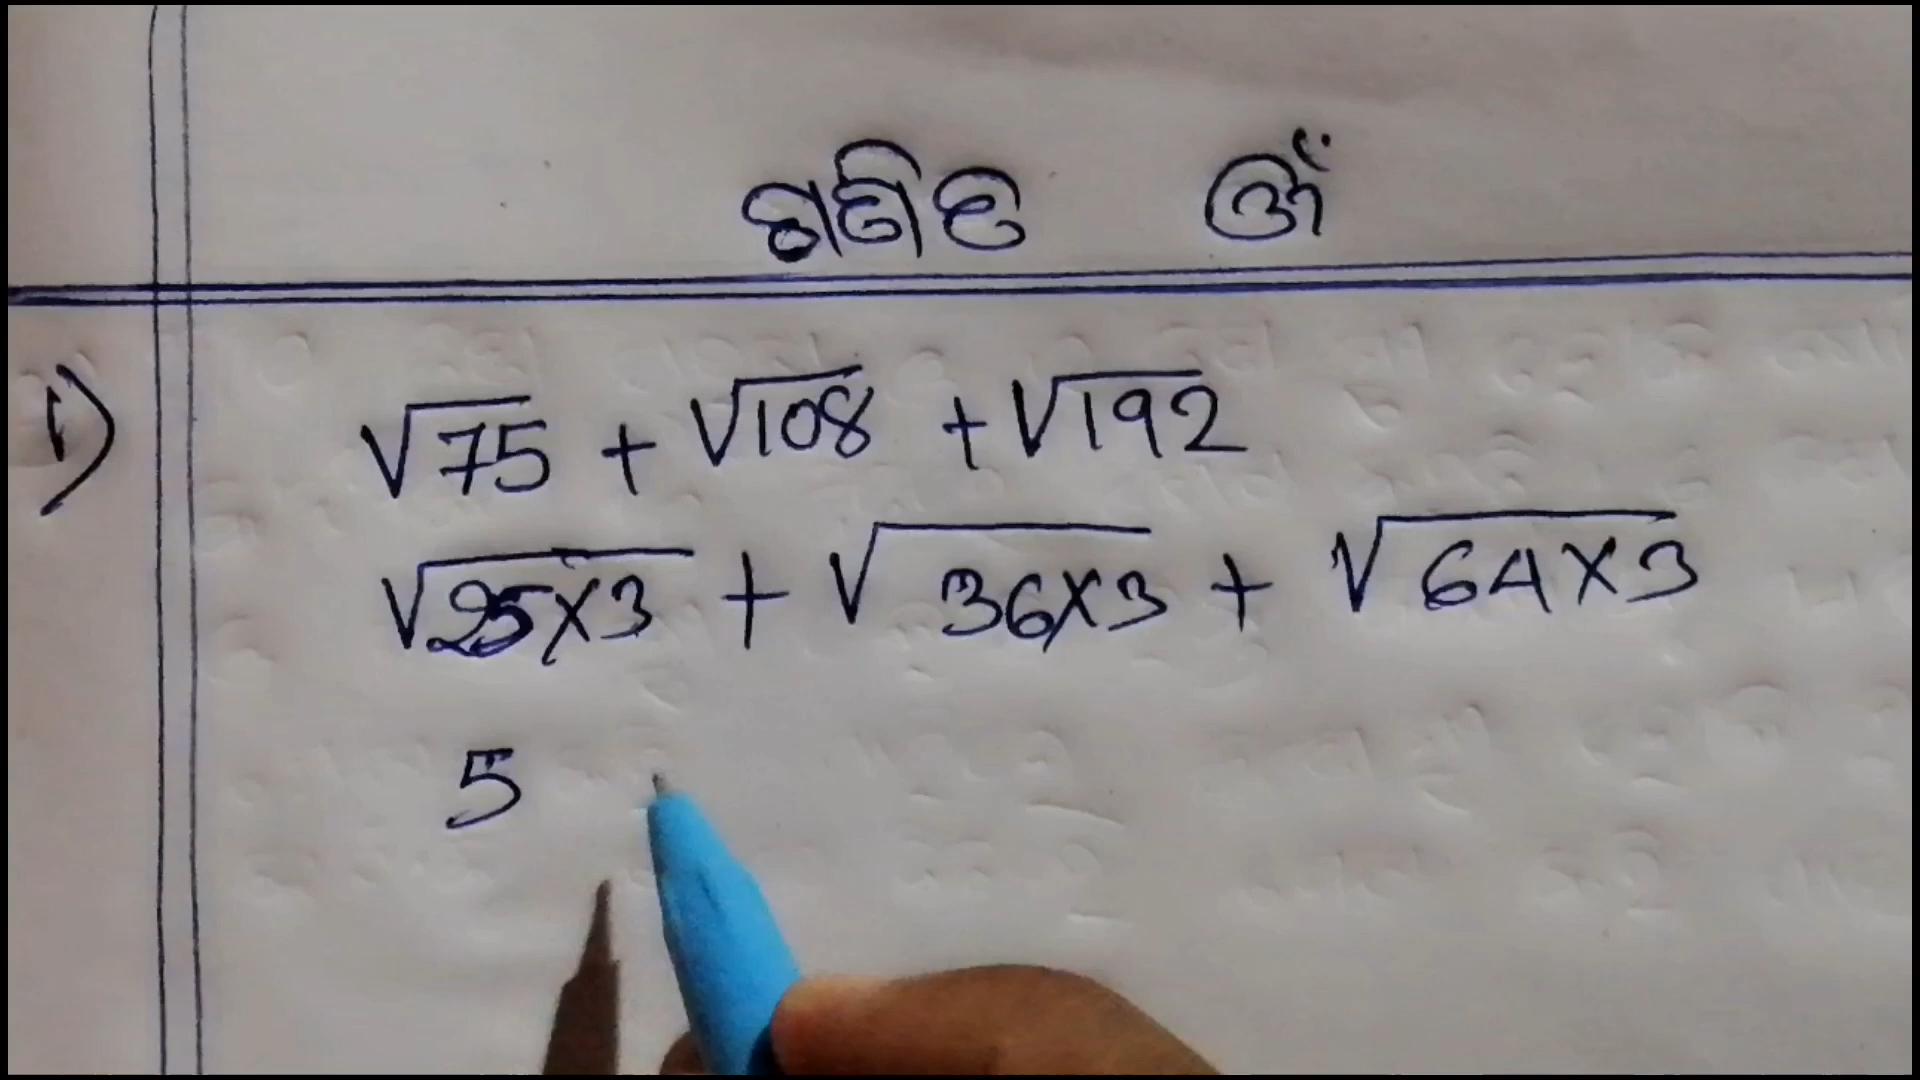 ଗଣିତ ଓଁ
1) √75 + √108 + √192
√25×3 + √36×3 + √64×3
5